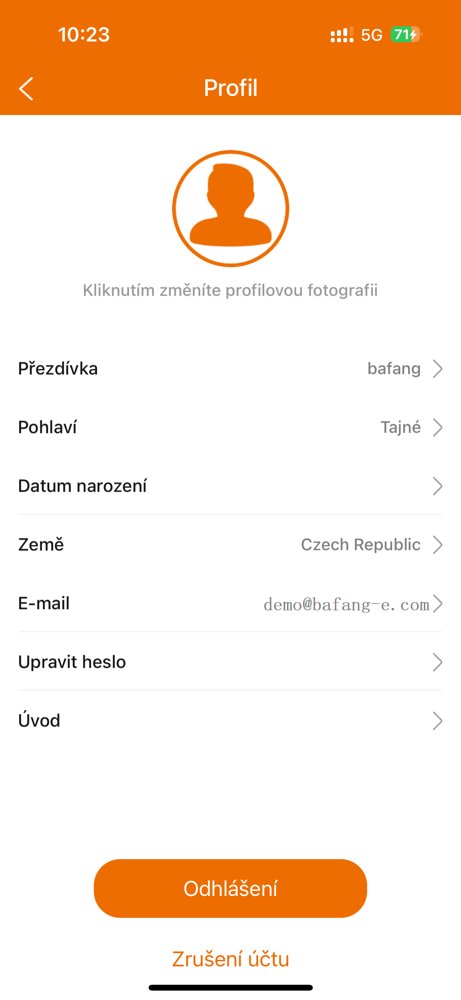 10:23 5G 71
Profil
Kliknutím změníte profilovou fotografii
Přezdívka bafang
Pohlaví Tajné
Datum narození
Země Czech Republic
E-mail demo@bafang-e.com
Upravit heslo
Úvod
Odhlášení
Zrušení účtu